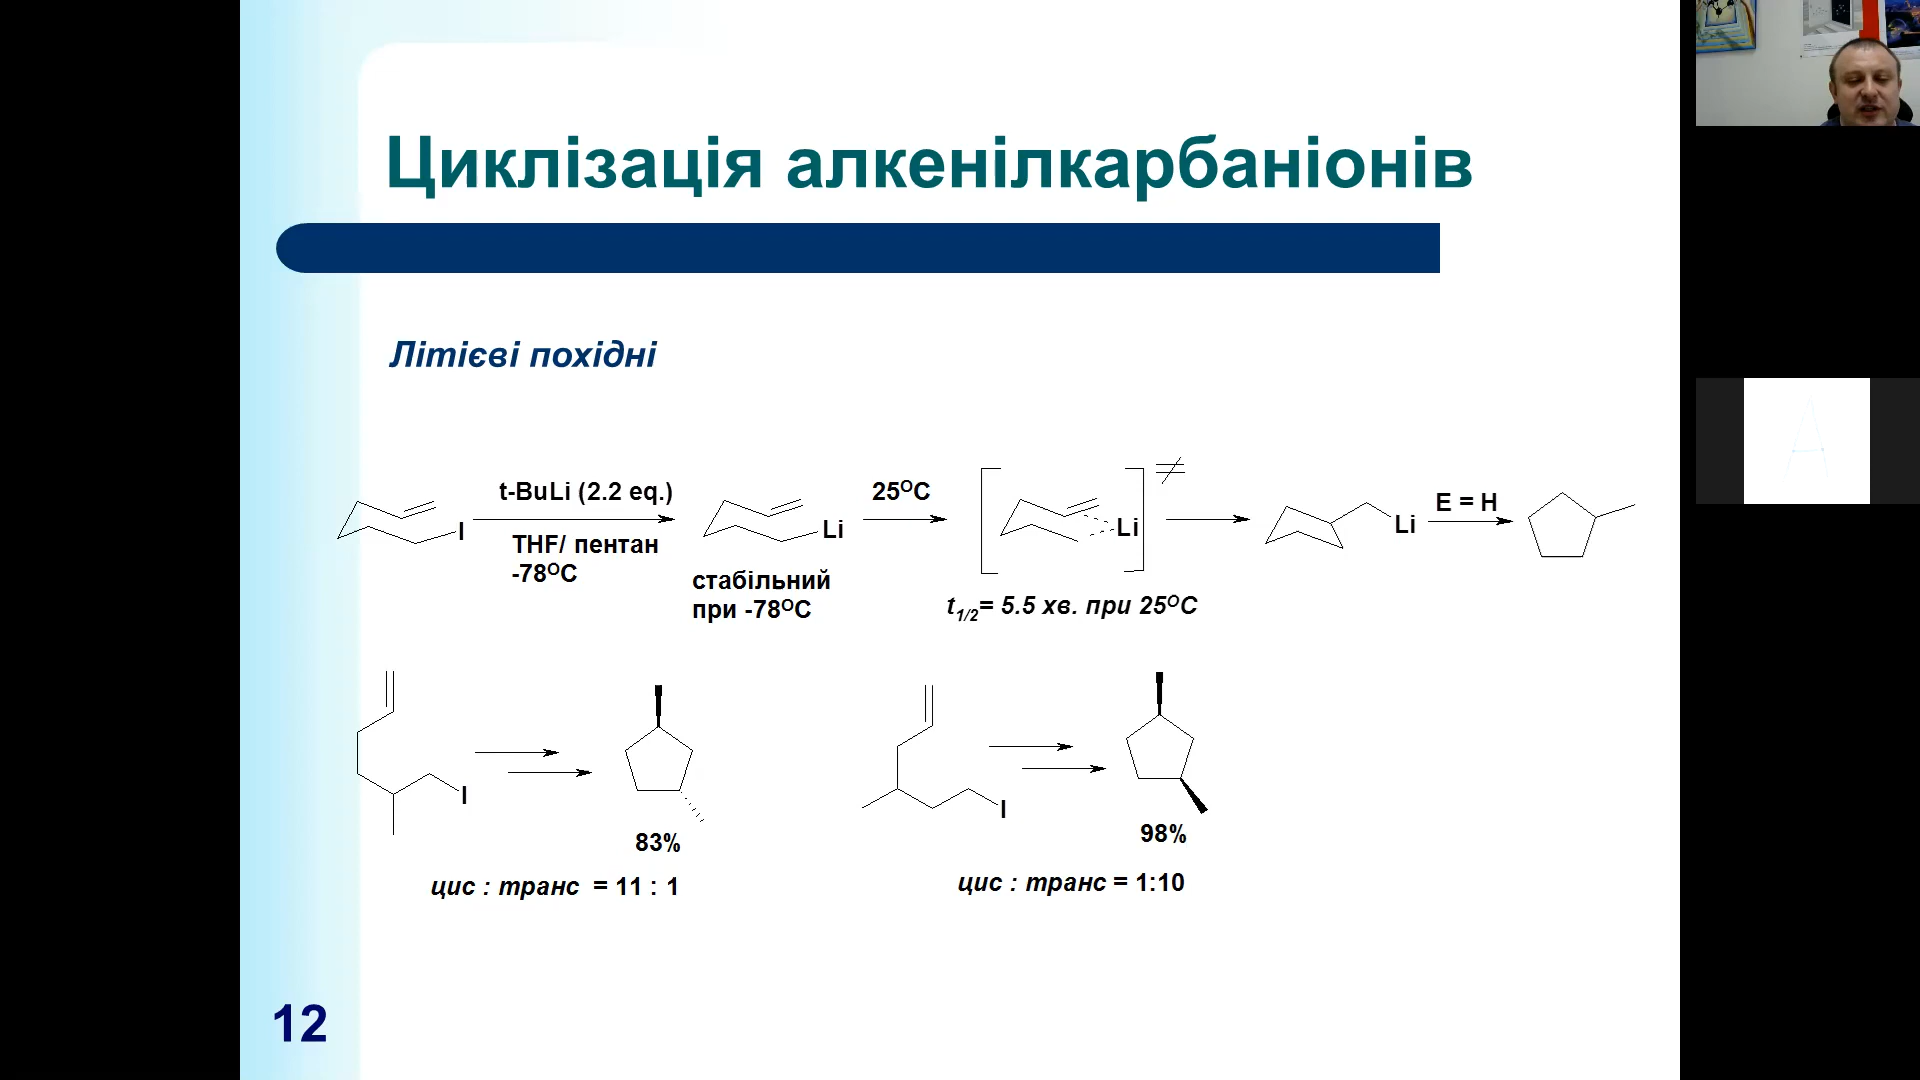 Циклізація алкенілкарбаніонів
Літієві похідні
t-BuLi (2.2 eq.)
THF/ пентан
-78ᴼC
I
Li
стабільний
при -78ᴼC
25ᴼC
Li
t1/2= 5.5 хв. при 25ᴼC
Li
E = H
I
83%
цис : транс = 11 : 1
I
98%
цис : транс = 1:10
12